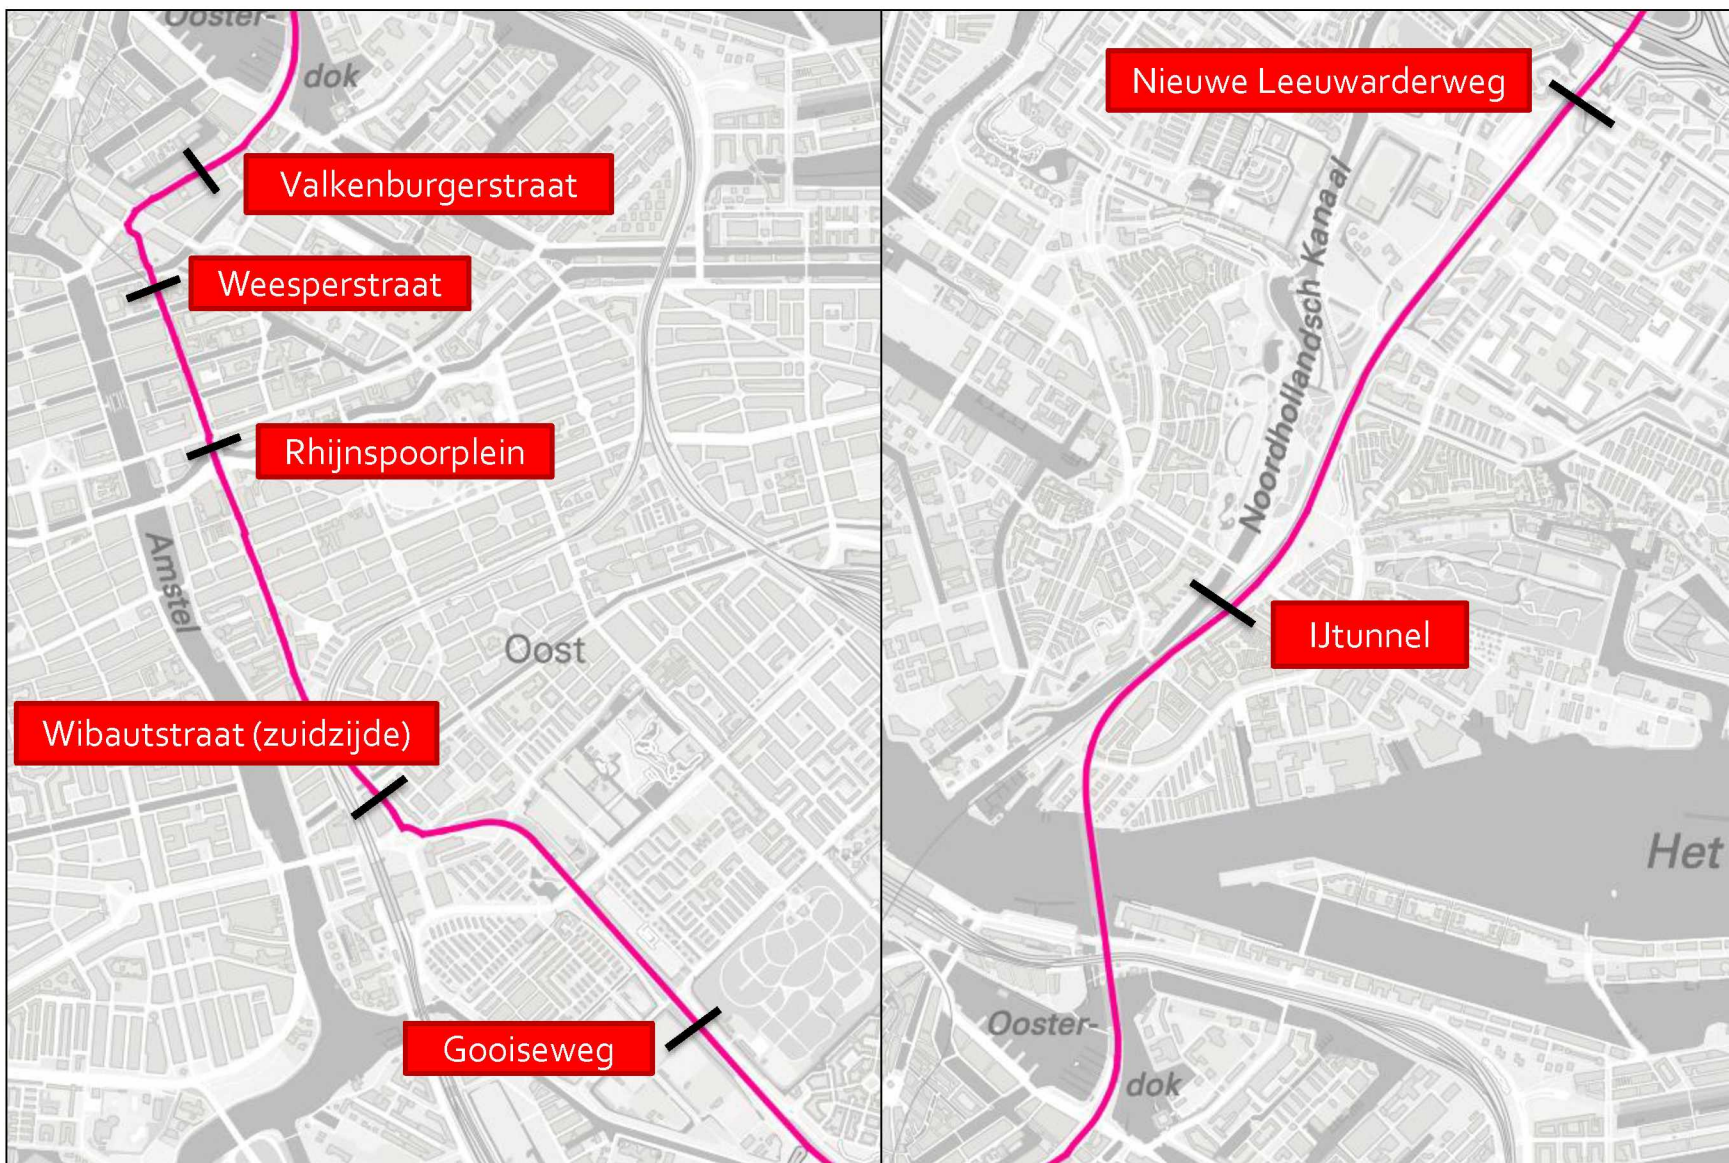 Ooster-
dok
Valkenburgerstraat
Weesperstraat
Rhijnspoorplein
Amstel
Oost
Wibautstraat (zuidzijde)
Gooiseweg
Nieuwe Leeuwarderweg
Noordhollandsch Kanaal
IJtunnel
Het
Ooster-
dok